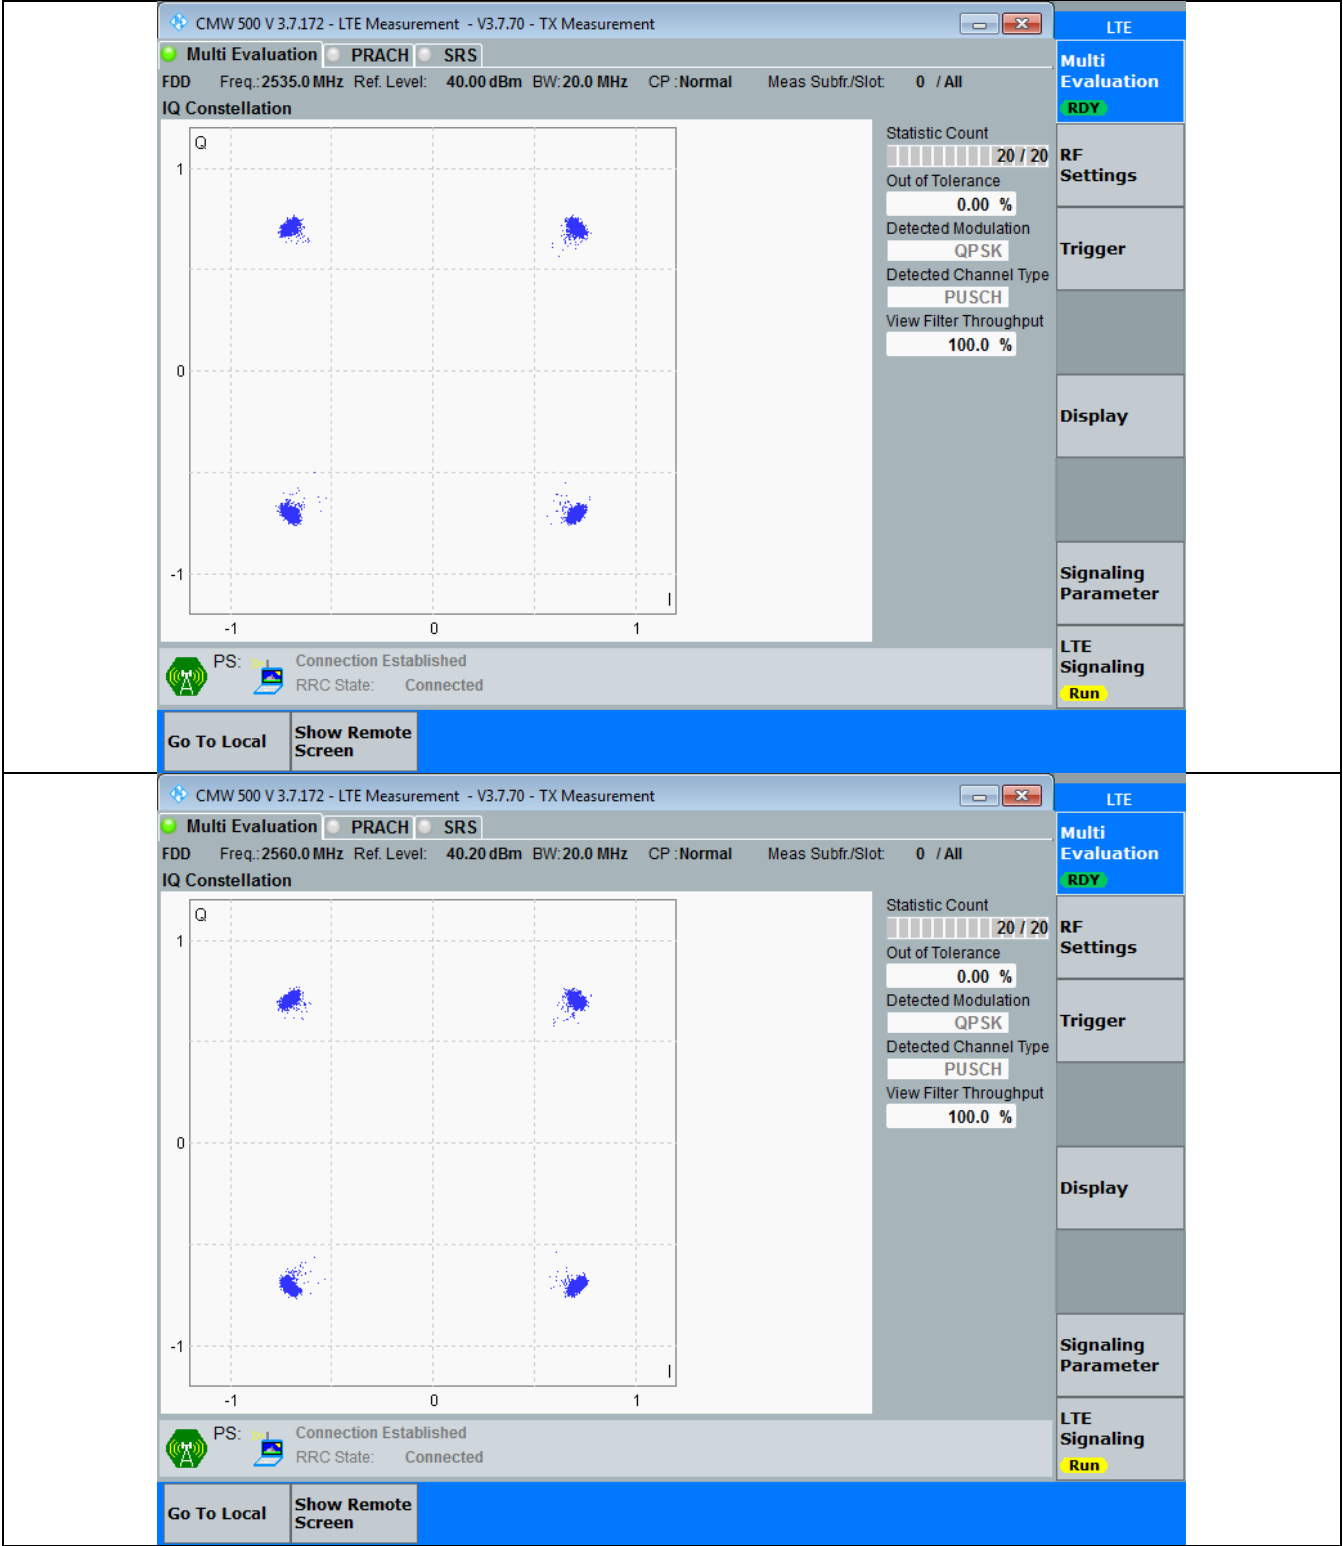 CMW 500 V 3.7.172 - LTE Measurement - V3.7.70 - TX Measurement
LTE
Multi Evaluation PRACH SRS
FDD Freq.: 2535.0 MHz Ref. Level: 40.00 dBm BW: 20.0 MHz CP : Normal Meas Subfr./Slot: 0 / All
IQ Constellation
Q
1
0
-1
I
-1 0 1
Statistic Count
20 / 20
Out of Tolerance
0.00 %
Detected Modulation
QPSK
Detected Channel Type
PUSCH
View Filter Throughput
100.0 %
Multi
Evaluation
RDY
RF
Settings
Trigger
Display
Signaling
Parameter
LTE
Signaling
Run
PS: Connection Established
RRC State: Connected
Go To Local
Show Remote
Screen
CMW 500 V 3.7.172 - LTE Measurement - V3.7.70 - TX Measurement
LTE
Multi Evaluation PRACH SRS
FDD Freq.: 2560.0 MHz Ref. Level: 40.20 dBm BW: 20.0 MHz CP : Normal Meas Subfr./Slot: 0 / All
IQ Constellation
Q
1
0
-1
I
-1 0 1
Statistic Count
20 / 20
Out of Tolerance
0.00 %
Detected Modulation
QPSK
Detected Channel Type
PUSCH
View Filter Throughput
100.0 %
Multi
Evaluation
RDY
RF
Settings
Trigger
Display
Signaling
Parameter
LTE
Signaling
Run
PS: Connection Established
RRC State: Connected
Go To Local
Show Remote
Screen